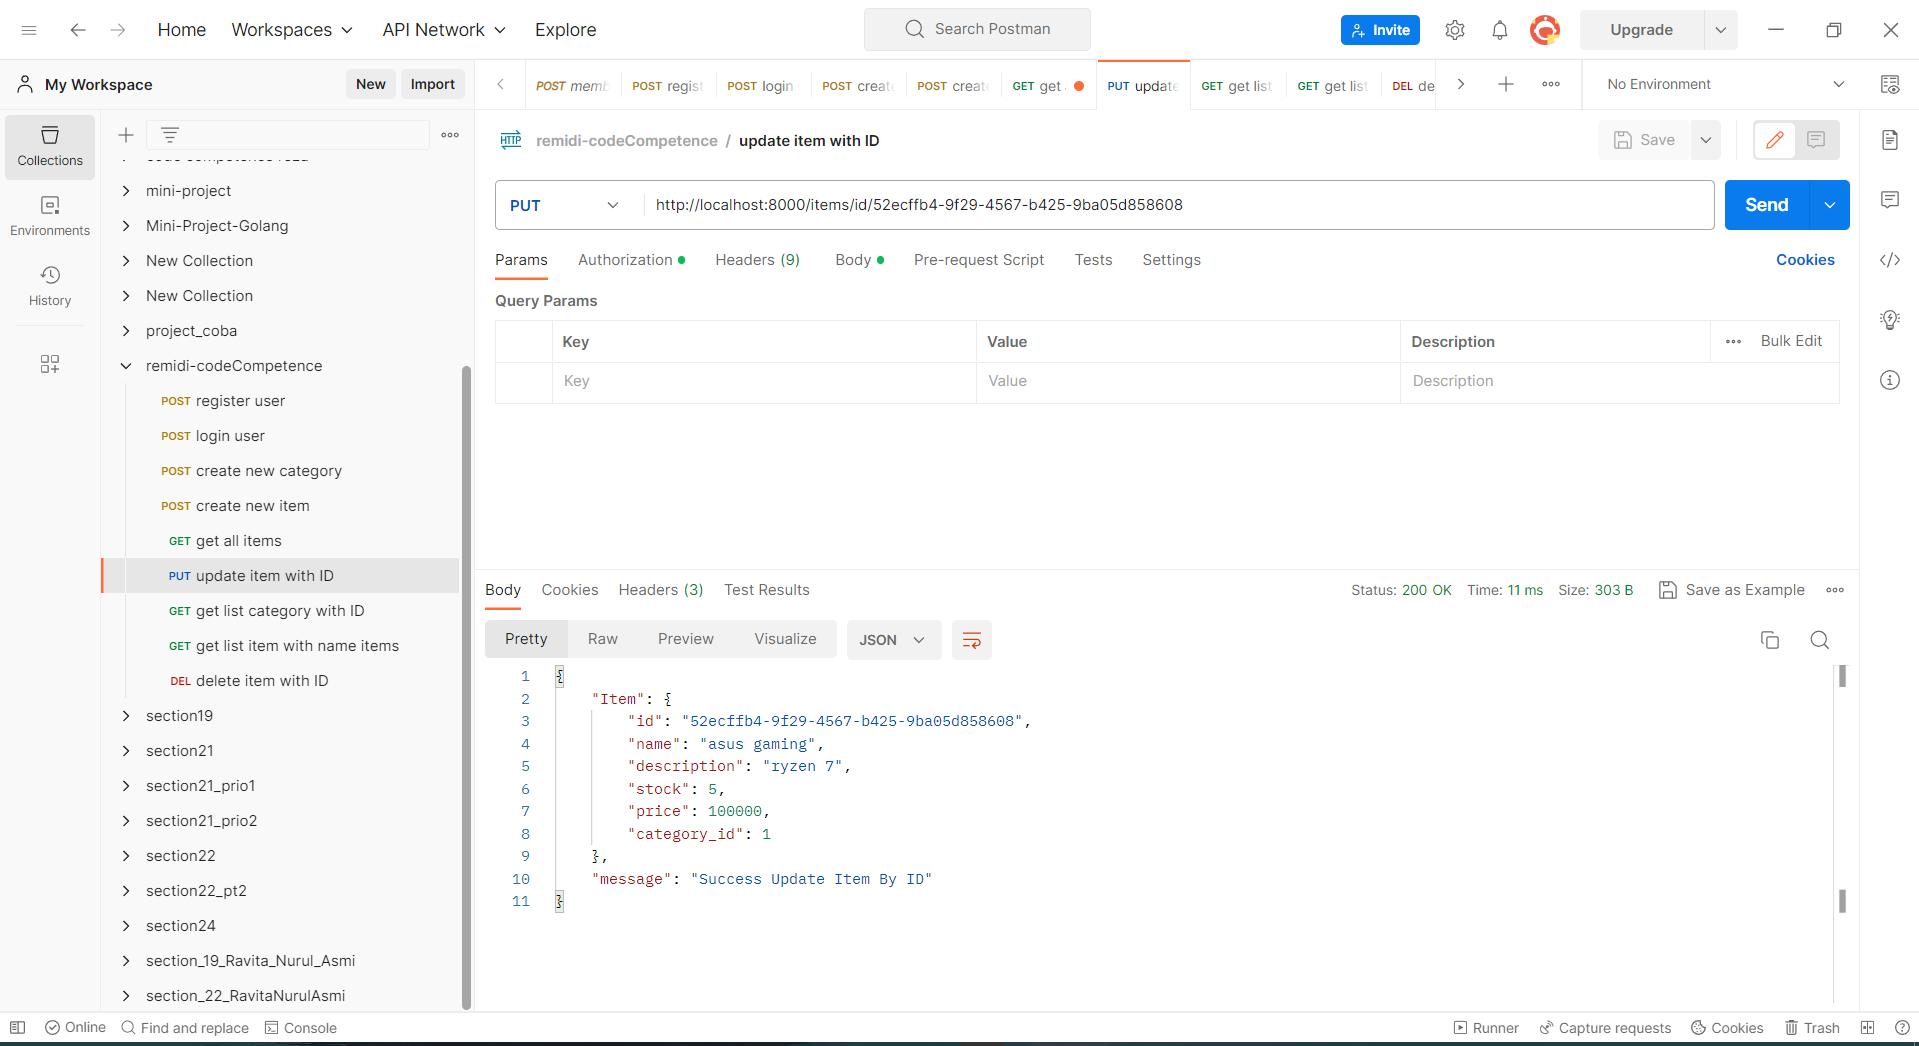 Home Workspaces API Network Explore Search Postman Invite Upgrade
My Workspace New Import
POST memb POST regist POST login POST create POST create GET get PUT update GET get list GET get list DEL de No Environment
Collections
Environments
History
mini-project
Mini-Project-Golang
New Collection
New Collection
project_coba
remidi-codeCompetence
POST register user
POST login user
POST create new category
POST create new item
GET get all items
PUT update item with ID
GET get list category with ID
GET get list item with name items
DEL delete item with ID
section19
section21
section21_prio1
section21_prio2
section22
section22_pt2
section24
section_19_Ravita_Nurul_Asmi
section_22_RavitaNurulAsmi
HTTP remidi-codeCompetence / update item with ID Save
PUT http://localhost:8000/items/id/52ecffb4-9f29-4567-b425-9ba05d858608 Send
Params Authorization Headers (9) Body Pre-request Script Tests Settings Cookies
Query Params
Key Value Description Bulk Edit
Key Value Description
Body Cookies Headers (3) Test Results Status: 200 OK Time: 11 ms Size: 303 B Save as Example
Pretty Raw Preview Visualize JSON
1 {
2 "Item": {
3 "id": "52ecffb4-9f29-4567-b425-9ba05d858608",
4 "name": "asus gaming",
5 "description": "ryzen 7",
6 "stock": 5,
7 "price": 100000,
8 "category_id": 1
9 },
10 "message": "Success Update Item By ID"
11 }
Online Find and replace Console Runner Capture requests Cookies Trash